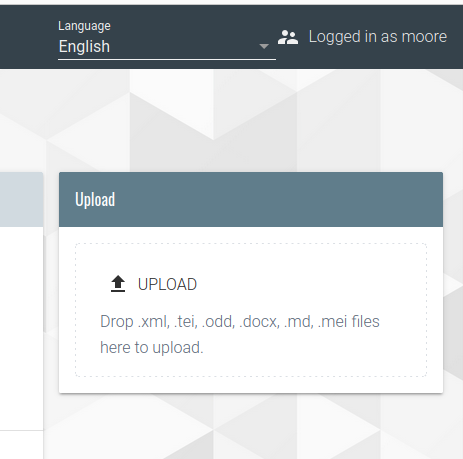 Language
English
Logged in as moore
Upload
UPLOAD
Drop .xml, .tei, .odd, .docx, .md, .mei files
here to upload.